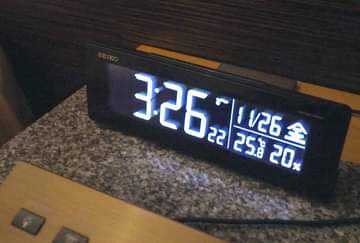 SEIKO
3:26 22
11/26 金
25.8 ℃ 20 %